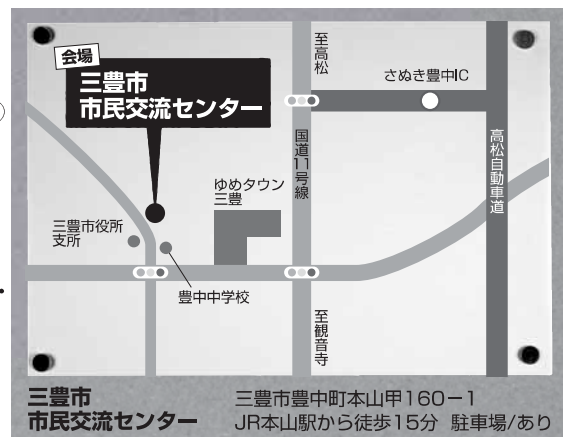 会場
三豊市
市民交流センター
至高松
さぬき豊中IC
国道11号線
高松自動車道
ゆめタウン
三豊
三豊市役所
支所
豊中中学校
至観音寺
三豊市
市民交流センター
三豊市豊中町本山甲160−1
JR本山駅から徒歩15分 駐車場/あり